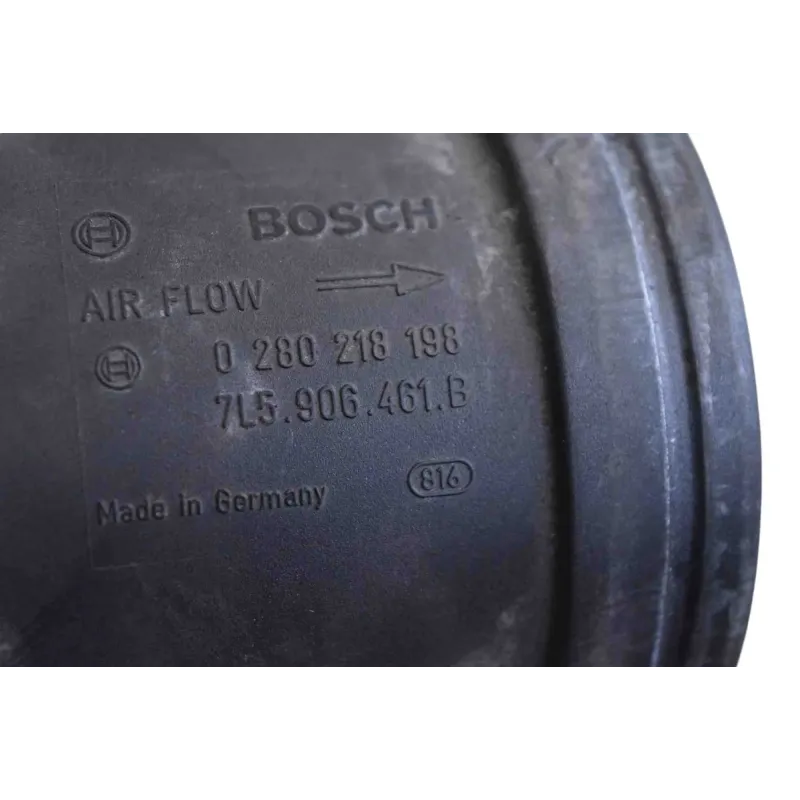 BOSCH
AIR FLOW
0 280 218 198
7L5.906.461.B
Made in Germany 816